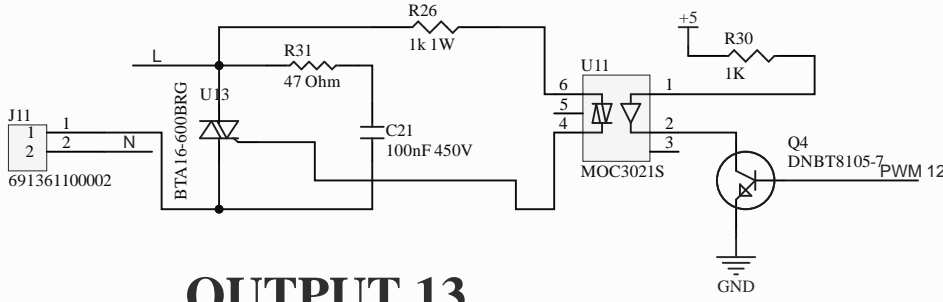 R26
1k 1W
+5
R30
1K
L
R31
47 Ohm
U11
U13
BTA16-600BRG
6
5
4
1
2
3
J11
1
2
1
2
N
691361100002
C21
100nF 450V
MOC3021S
Q4
DNBT8105-7
PWM 12
GND
OUTPUT 13